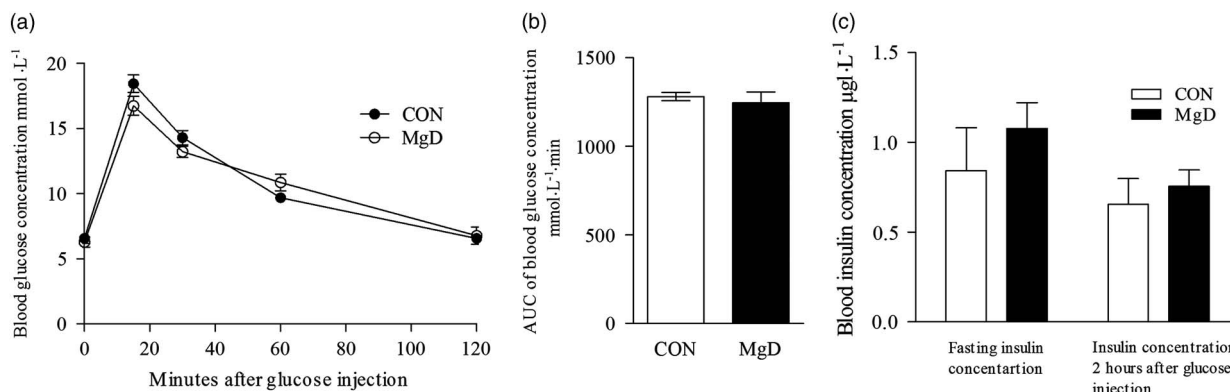 (a)
Blood glucose concentration mmol·L⁻¹
20
15
10
5
0
CON
MgD
0 20 40 60 80 100 120
Minutes after glucose injection
(b)
AUC of blood glucose concentration
mmol·L⁻¹·min
1500
1000
500
0
CON MgD
(c)
Blood insulin concentration µgl·L⁻¹
1.5
1.0
0.5
0.0
CON
MgD
Fasting insulin
concentartion
Insulin concentration
2 hours after glucose
injection